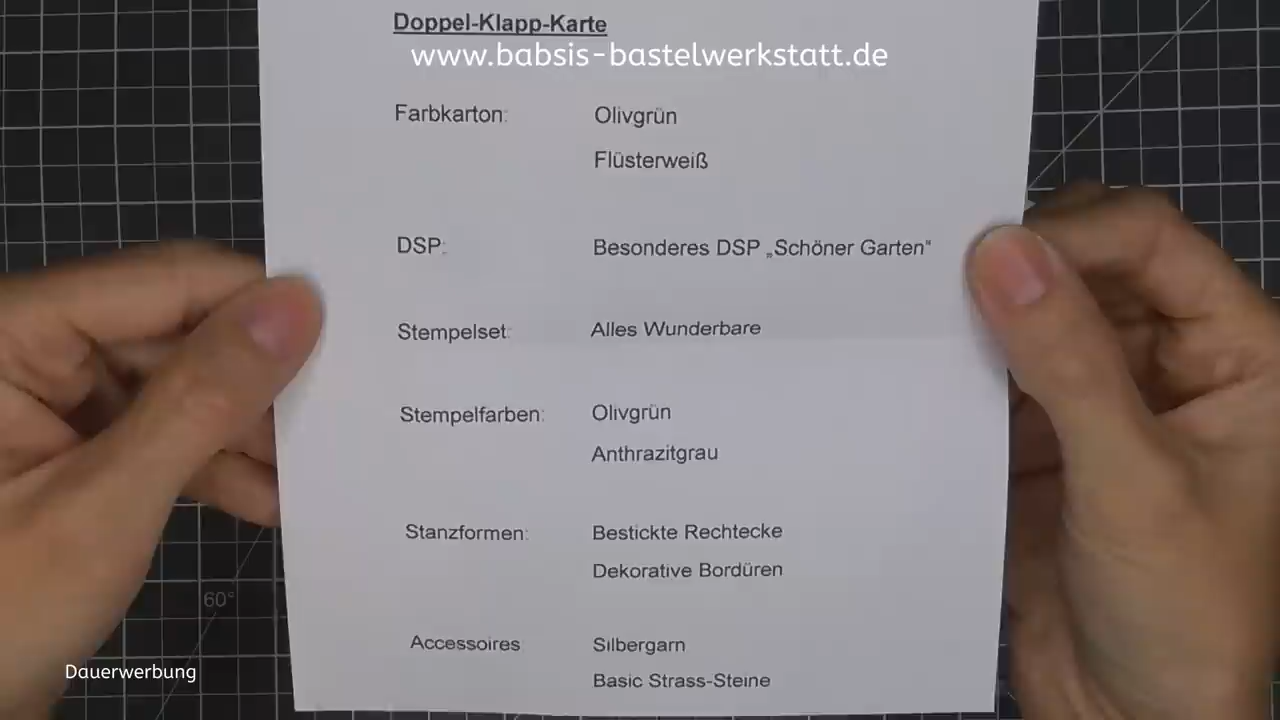 Doppel-Klapp-Karte
www.babsis-bastelwerkstatt.de
Farbkarton: Olivgrün
Flüsterweiß
DSP: Besonderes DSP „Schöner Garten“
Stempelset: Alles Wunderbare
Stempelfarben: Olivgrün
Anthrazitgrau
Stanzformen: Bestickte Rechtecke
Dekorative Bordüren
60°
Accessoires Silbergarn
Dauerwerbung
Basic Strass-Steine